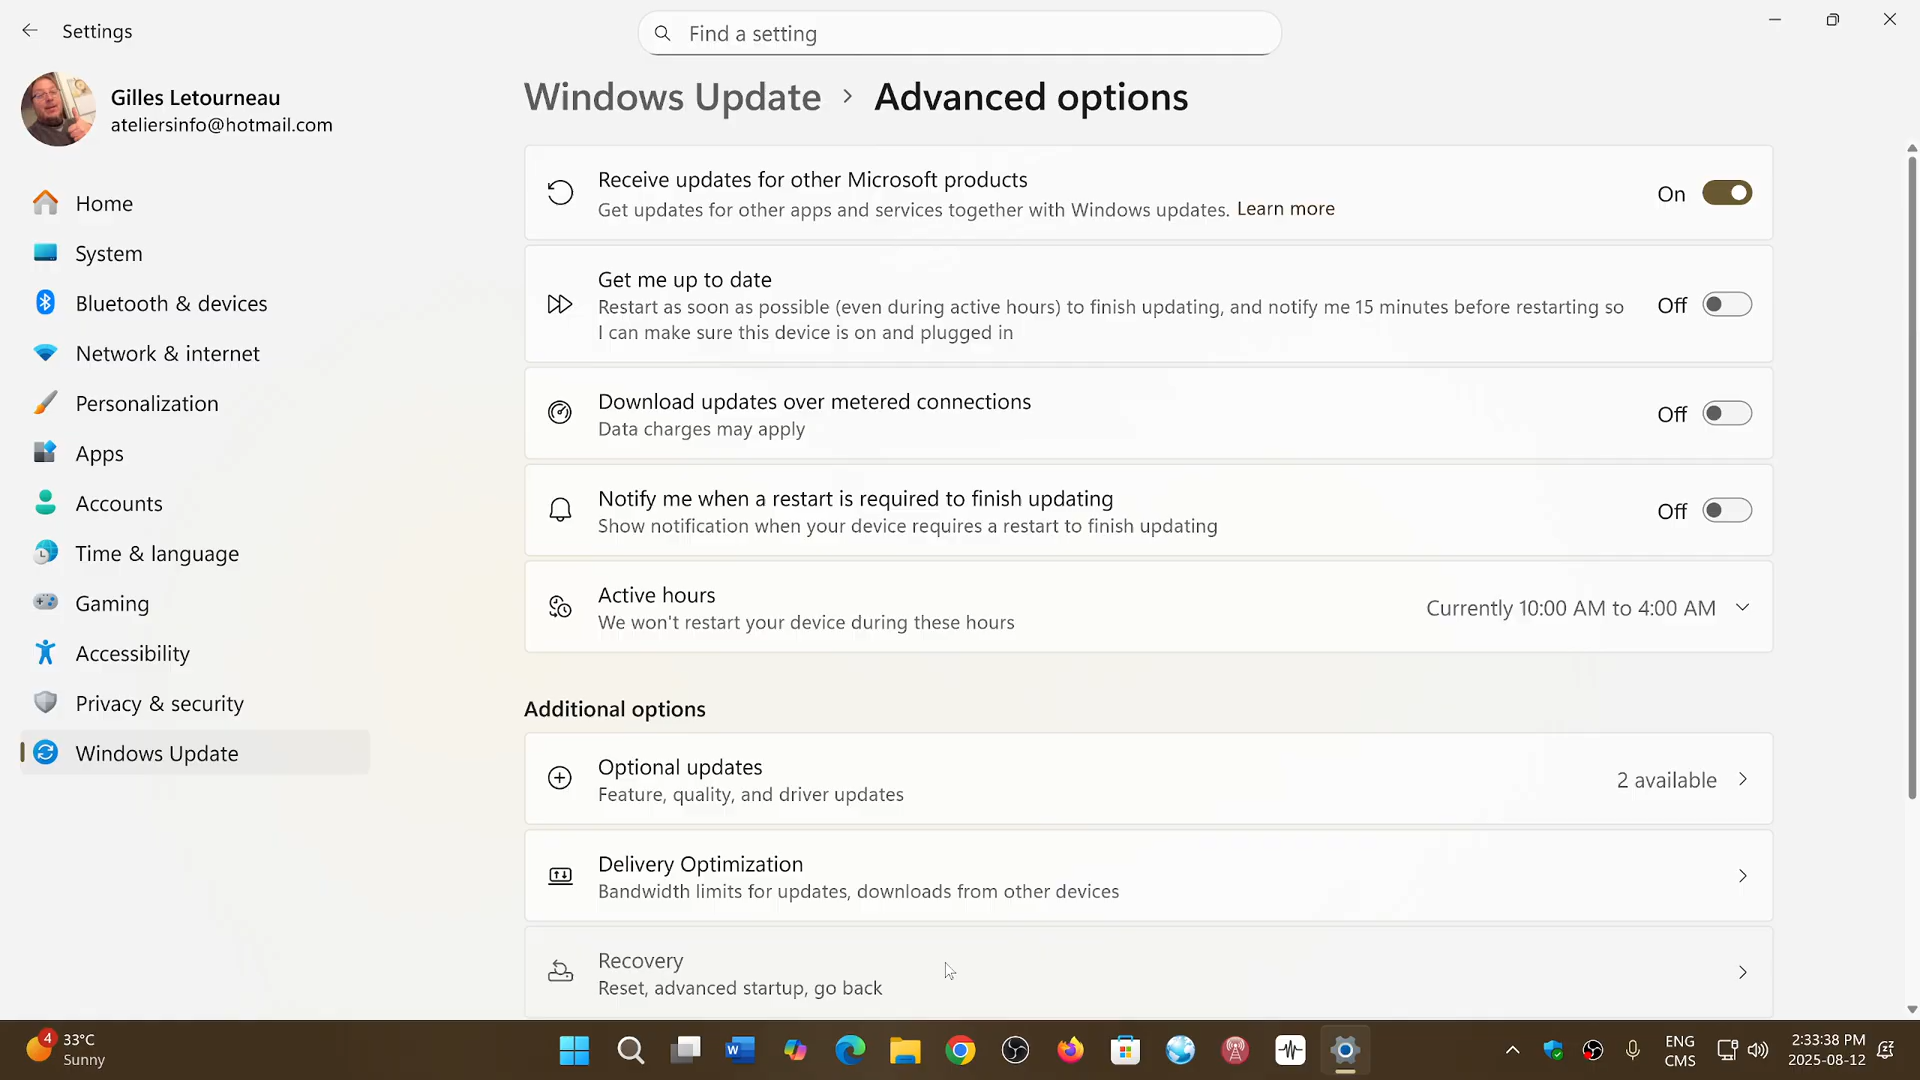 Settings
Find a setting
Gilles Letourneau
ateliersinfo@hotmail.com
Home
System
Bluetooth & devices
Network & internet
Personalization
Apps
Accounts
Time & language
Gaming
Accessibility
Privacy & security
Windows Update
Windows Update > Advanced options
Receive updates for other Microsoft products
Get updates for other apps and services together with Windows updates. Learn more
On
Get me up to date
Restart as soon as possible (even during active hours) to finish updating, and notify me 15 minutes before restarting so
I can make sure this device is on and plugged in
Off
Download updates over metered connections
Data charges may apply
Off
Notify me when a restart is required to finish updating
Show notification when your device requires a restart to finish updating
Off
Active hours
We won't restart your device during these hours
Currently 10:00 AM to 4:00 AM
Additional options
Optional updates
Feature, quality, and driver updates
2 available
Delivery Optimization
Bandwidth limits for updates, downloads from other devices
Recovery
Reset, advanced startup, go back
4
33°C
Sunny
W
ENG
CMS
2:33:38 PM
2025-08-12